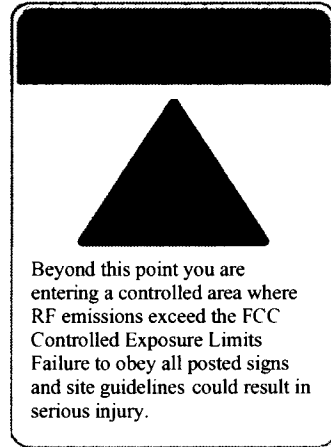 Beyond this point you are
entering a controlled area where
RF emissions exceed the FCC
Controlled Exposure Limits
Failure to obey all posted signs
and site guidelines could result in
serious injury.